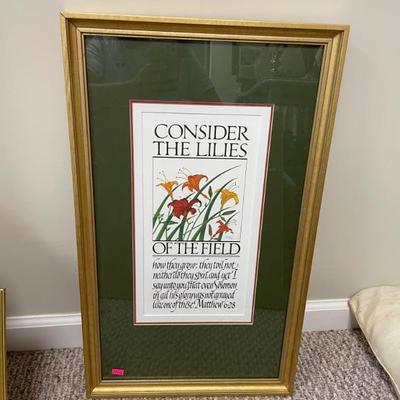 CONSIDER
THE LILIES
OF THE FIELD
how they grow: they toil not,
neither do they spin: and yet I
say unto you, that even Solomon
in all his glory was not arrayed
like one of these. Matthew 6:28